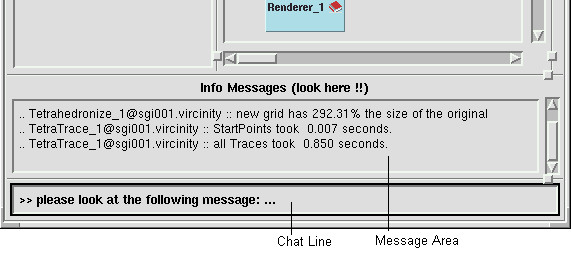 Renderer_1
Info Messages (look here !!)
.. Tetrahedronize_1@sgi001.vircinity :: new grid has 292.31% the size of the original
.. TetraTrace_1@sgi001.vircinity :: StartPoints took 0.007 seconds.
.. TetraTrace_1@sgi001.vircinity :: all Traces took 0.850 seconds.
>> please look at the following message: ...
Chat Line
Message Area